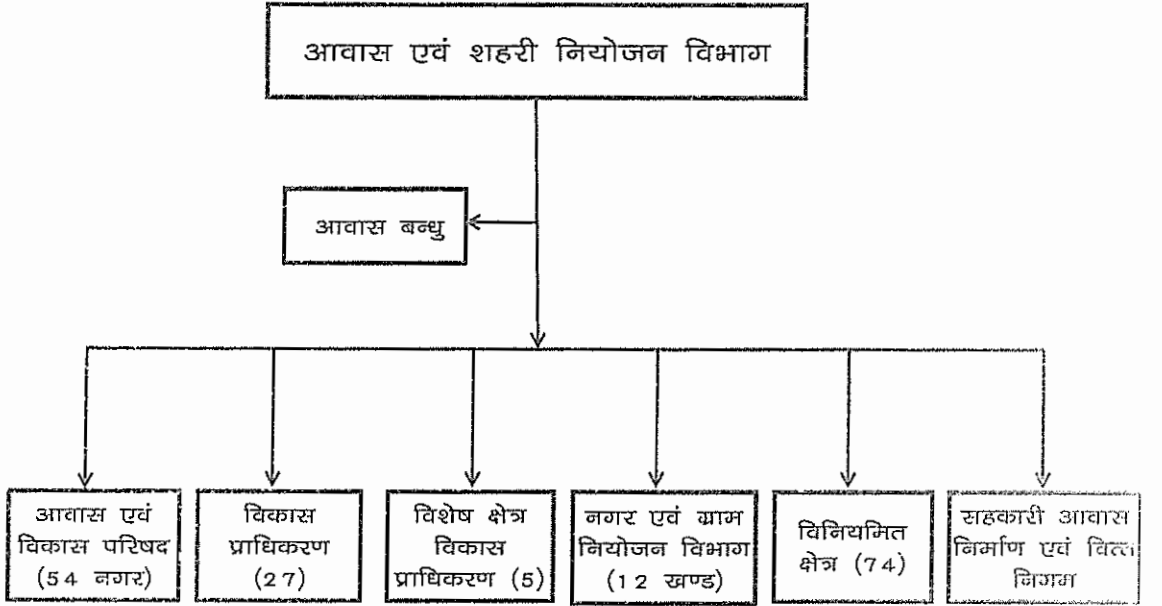 आवास एवं शहरी नियोजन विभाग
आवास बन्धु
आवास एवं
विकास परिषद
(54 नगर)
विकास
प्राधिकरण
(27)
विशेष क्षेत्र
विकास
प्राधिकरण (5)
नगर एवं ग्राम
नियोजन विभाग
(12 खण्ड)
विनियमित
क्षेत्र (74)
सहकारी आवास
निर्माण एवं वित्त
निगम